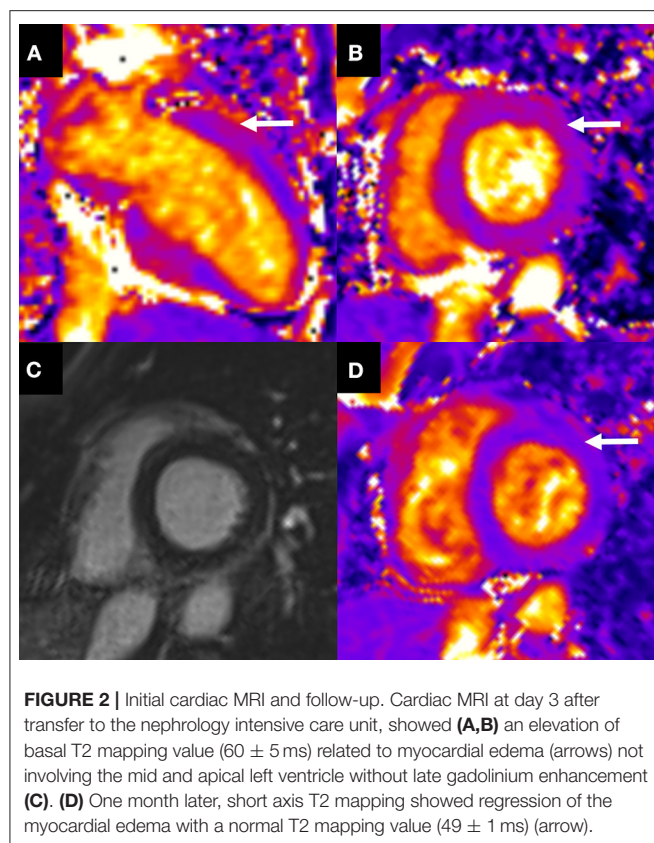 A
B
C
D
FIGURE 2 | Initial cardiac MRI and follow-up. Cardiac MRI at day 3 after
transfer to the nephrology intensive care unit, showed (A,B) an elevation of
basal T2 mapping value (60 ± 5 ms) related to myocardial edema (arrows) not
involving the mid and apical left ventricle without late gadolinium enhancement
(C). (D) One month later, short axis T2 mapping showed regression of the
myocardial edema with a normal T2 mapping value (49 ± 1 ms) (arrow).